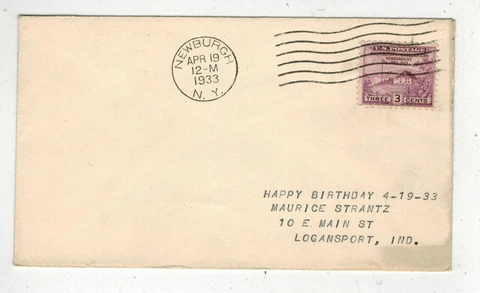 NEWBURGH
APR 19
12-M
1933
N. Y.
U.S. POSTAGE
THREE 3 CENTS
HAPPY BIRTHDAY 4-19-33
MAURICE STRANTZ
10 E. MAIN ST
LOGANSPORT, IND.